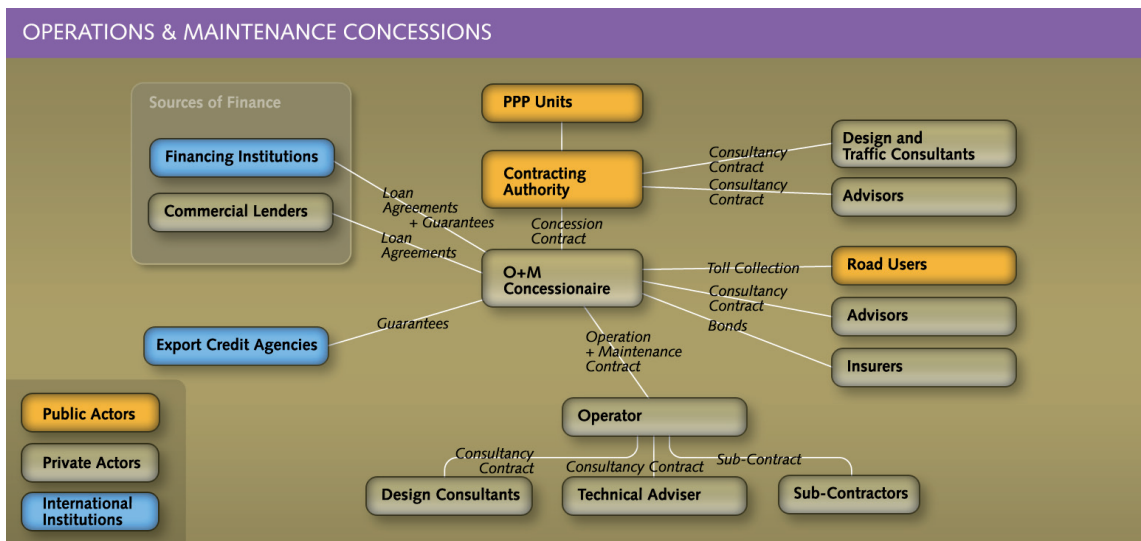 OPERATIONS & MAINTENANCE CONCESSIONS
Sources of Finance
Financing Institutions
Commercial Lenders
Export Credit Agencies
PPP Units
Contracting
Authority
Consultancy
Contract
Consultancy
Contract
Design and
Traffic Consultants
Advisors
Loan
Agreements
+ Guarantees
Loan
Agreements
Concession
Contract
Guarantees
O+M
Concessionaire
Toll Collection
Consultancy
Contract
Bonds
Road Users
Advisors
Insurers
Operation
+ Maintenance
Contract
Operator
Consultancy
Contract
Consultancy Contract
Sub-Contract
Design Consultants
Technical Adviser
Sub-Contractors
Public Actors
Private Actors
International
Institutions